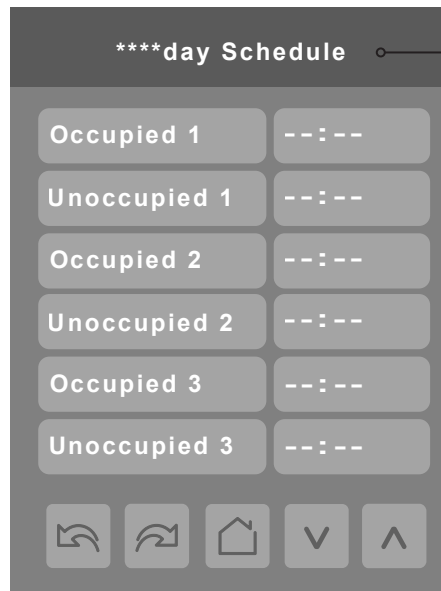 ****day Schedule
Occupied 1 --:--
Unoccupied 1 --:--
Occupied 2 --:--
Unoccupied 2 --:--
Occupied 3 --:--
Unoccupied 3 --:--